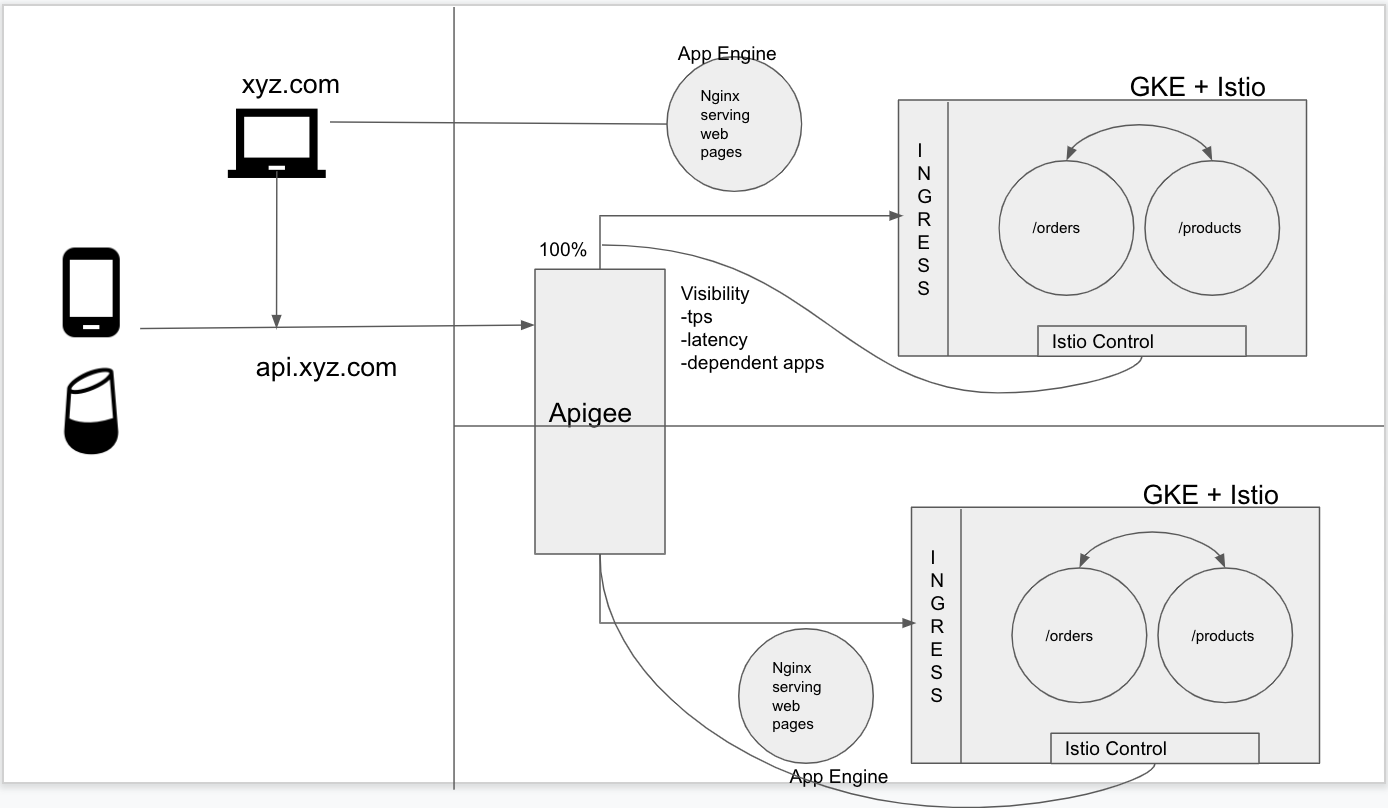 xyz.com
api.xyz.com
App Engine
Nginx
serving
web
pages
GKE + Istio
INGRESS
/orders
/products
Istio Control
100%
Visibility
-tps
-latency
-dependent apps
Apigee
GKE + Istio
INGRESS
/orders
/products
Istio Control
Nginx
serving
web
pages
App Engine